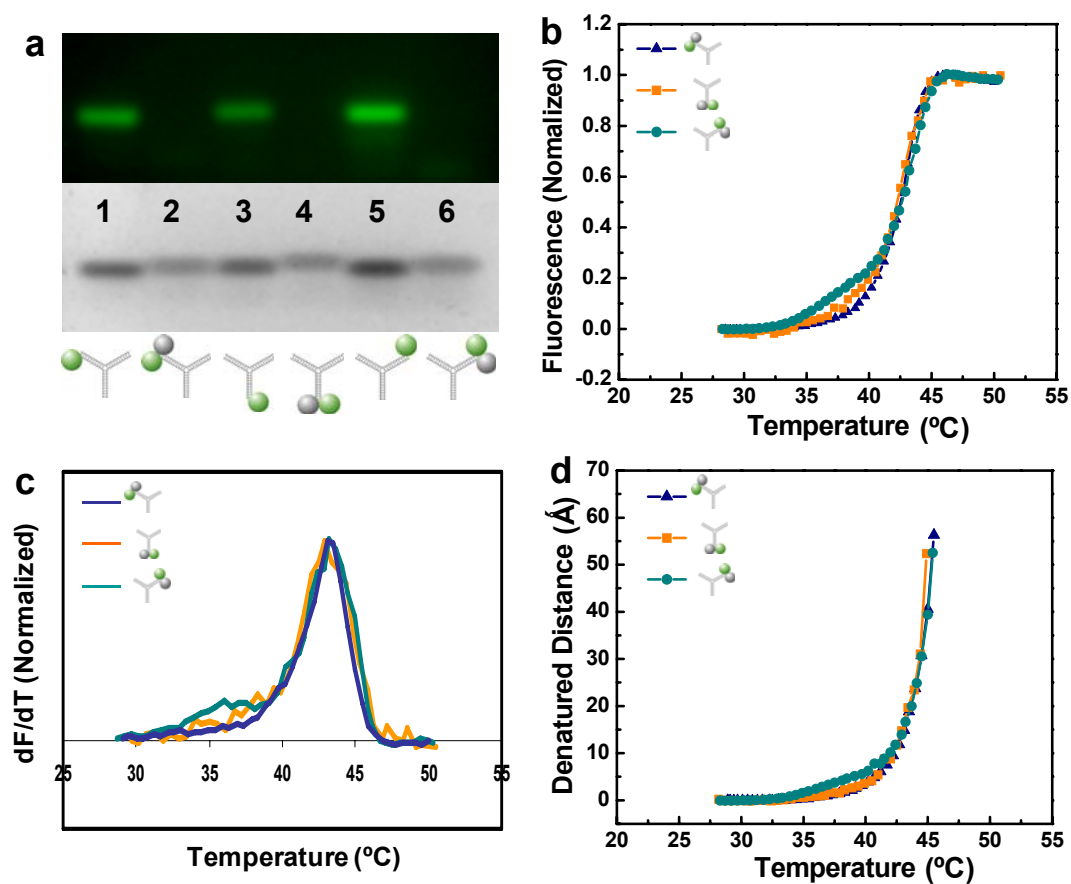 a
1 2 3 4 5 6
b
Fluorescence (Nomalized)
1.2
1.0
0.8
0.6
0.4
0.2
0.0
-0.2
20 25 30 35 40 45 50 55
Temperature (ºC)
c
dF/dT (Normalized)
25 30 35 40 45 50 55
Temperature (ºC)
d
Denatured Distance (Å)
70
60
50
40
30
20
10
0
20 25 30 35 40 45 50 55
Temperature (ºC)